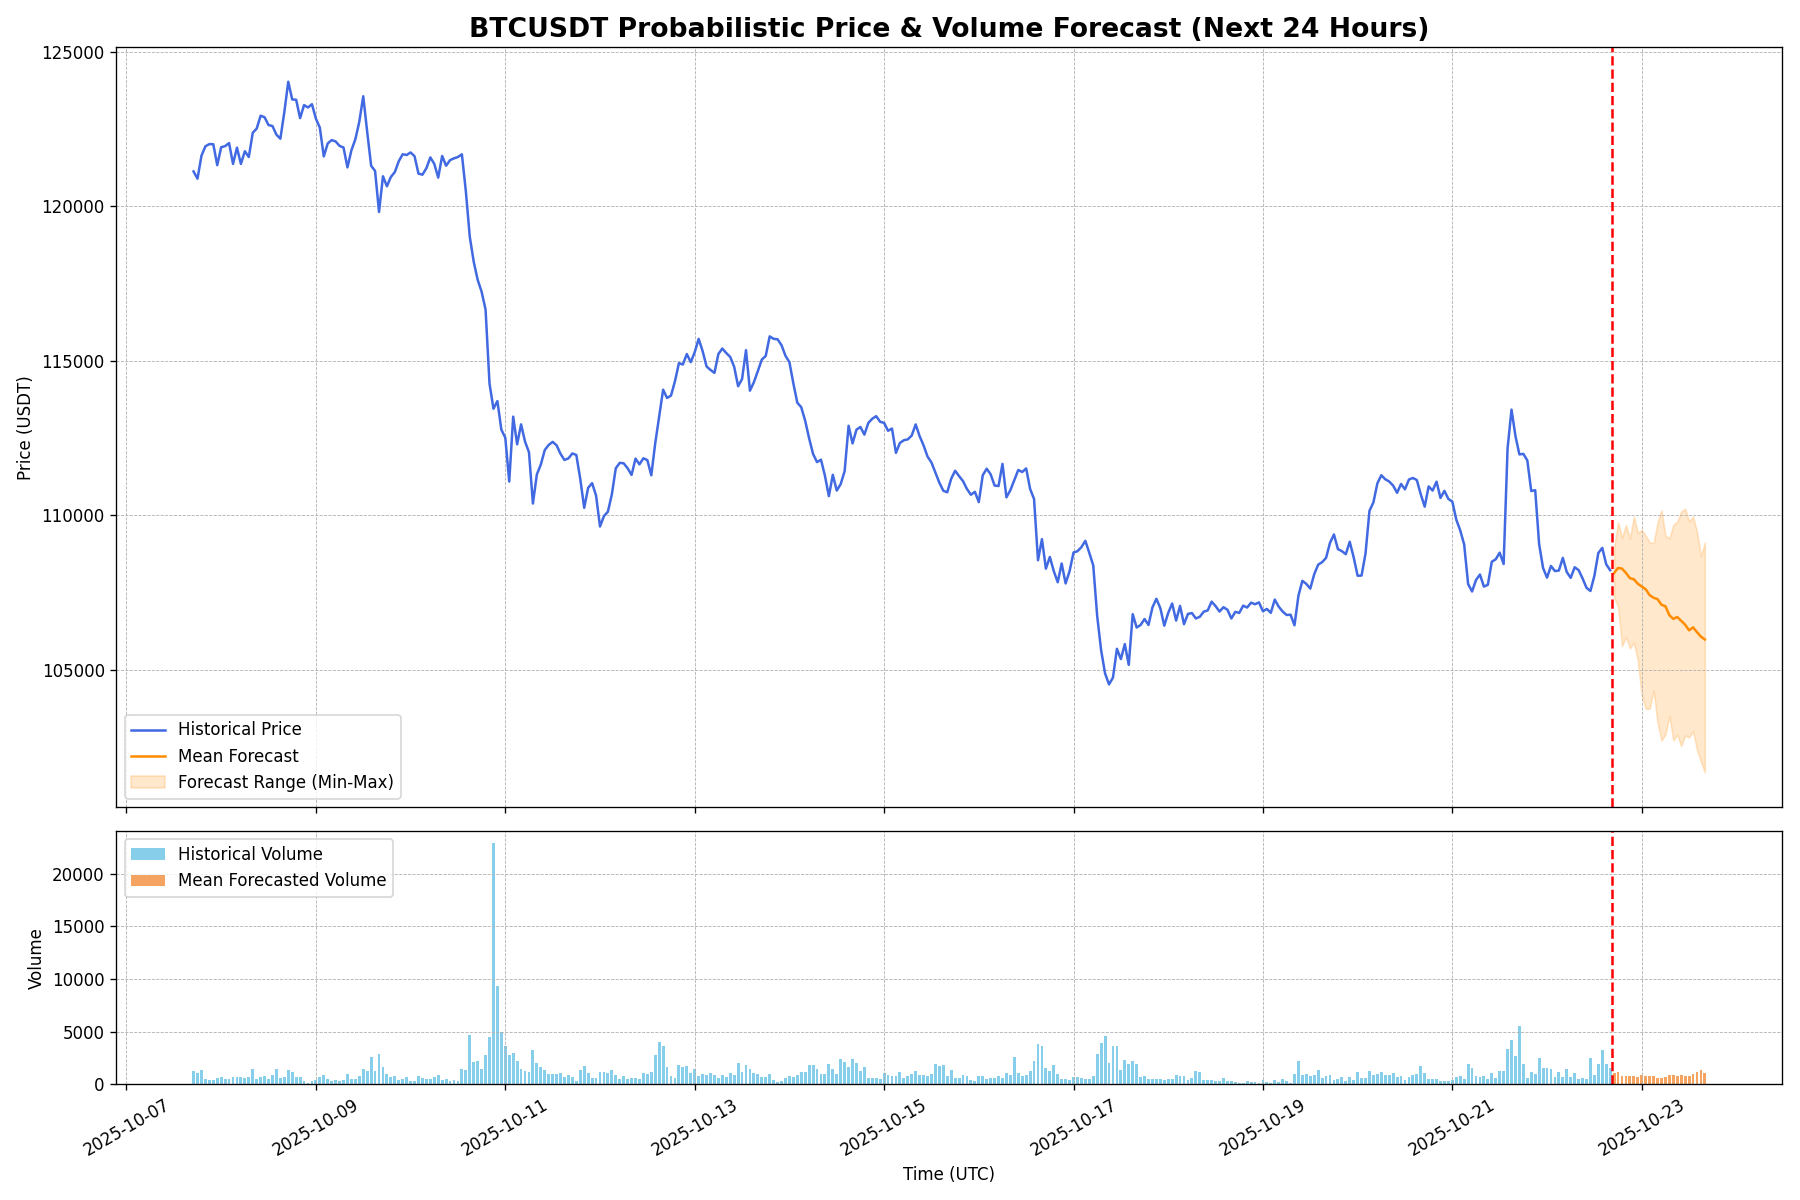 BTCUSDT Probabilistic Price & Volume Forecast (Next 24 Hours)
125000
120000
115000
110000
105000
Price (USDT)
Historical Price
Mean Forecast
Forecast Range (Min-Max)
Historical Volume
Mean Forecasted Volume
20000
15000
10000
5000
0
Volume
2025-10-07
2025-10-09
2025-10-11
2025-10-13
2025-10-15
2025-10-17
2025-10-19
2025-10-21
2025-10-23
Time (UTC)